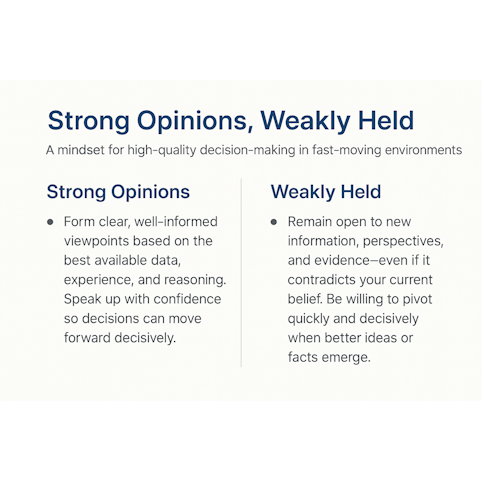 Strong Opinions, Weakly Held
A mindset for high-quality decision-making in fast-moving environments
Strong Opinions
• Form clear, well-informed
viewpoints based on the
best available data,
experience, and reasoning.
Speak up with confidence
so decisions can move
forward decisively.
Weakly Held
• Remain open to new
information, perspectives,
and evidence—even if it
contradicts your current
belief. Be willing to pivot
quickly and decisively
when better ideas or
facts emerge.